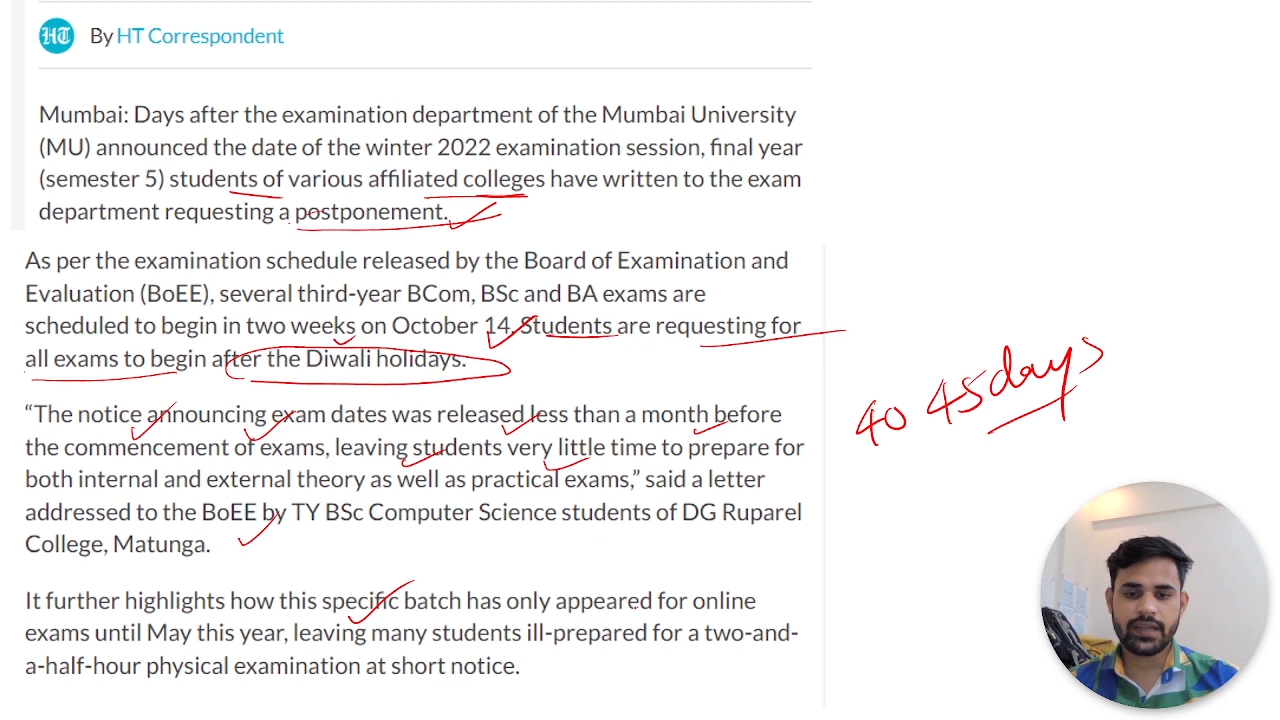 HT By HT Correspondent
Mumbai: Days after the examination department of the Mumbai University
(MU) announced the date of the winter 2022 examination session, final year
(semester 5) students of various affiliated colleges have written to the exam
department requesting a postponement.
As per the examination schedule released by the Board of Examination and
Evaluation (BoEE), several third-year BCom, BSc and BA exams are
scheduled to begin in two weeks on October 14. Students are requesting for
all exams to begin after the Diwali holidays.
“The notice announcing exam dates was released less than a month before
the commencement of exams, leaving students very little time to prepare for
both internal and external theory as well as practical exams,” said a letter
addressed to the BoEE by TY BSc Computer Science students of DG Ruparel
College, Matunga.
It further highlights how this specific batch has only appeared for online
exams until May this year, leaving many students ill-prepared for a two-and-
a-half-hour physical examination at short notice.
40 45days